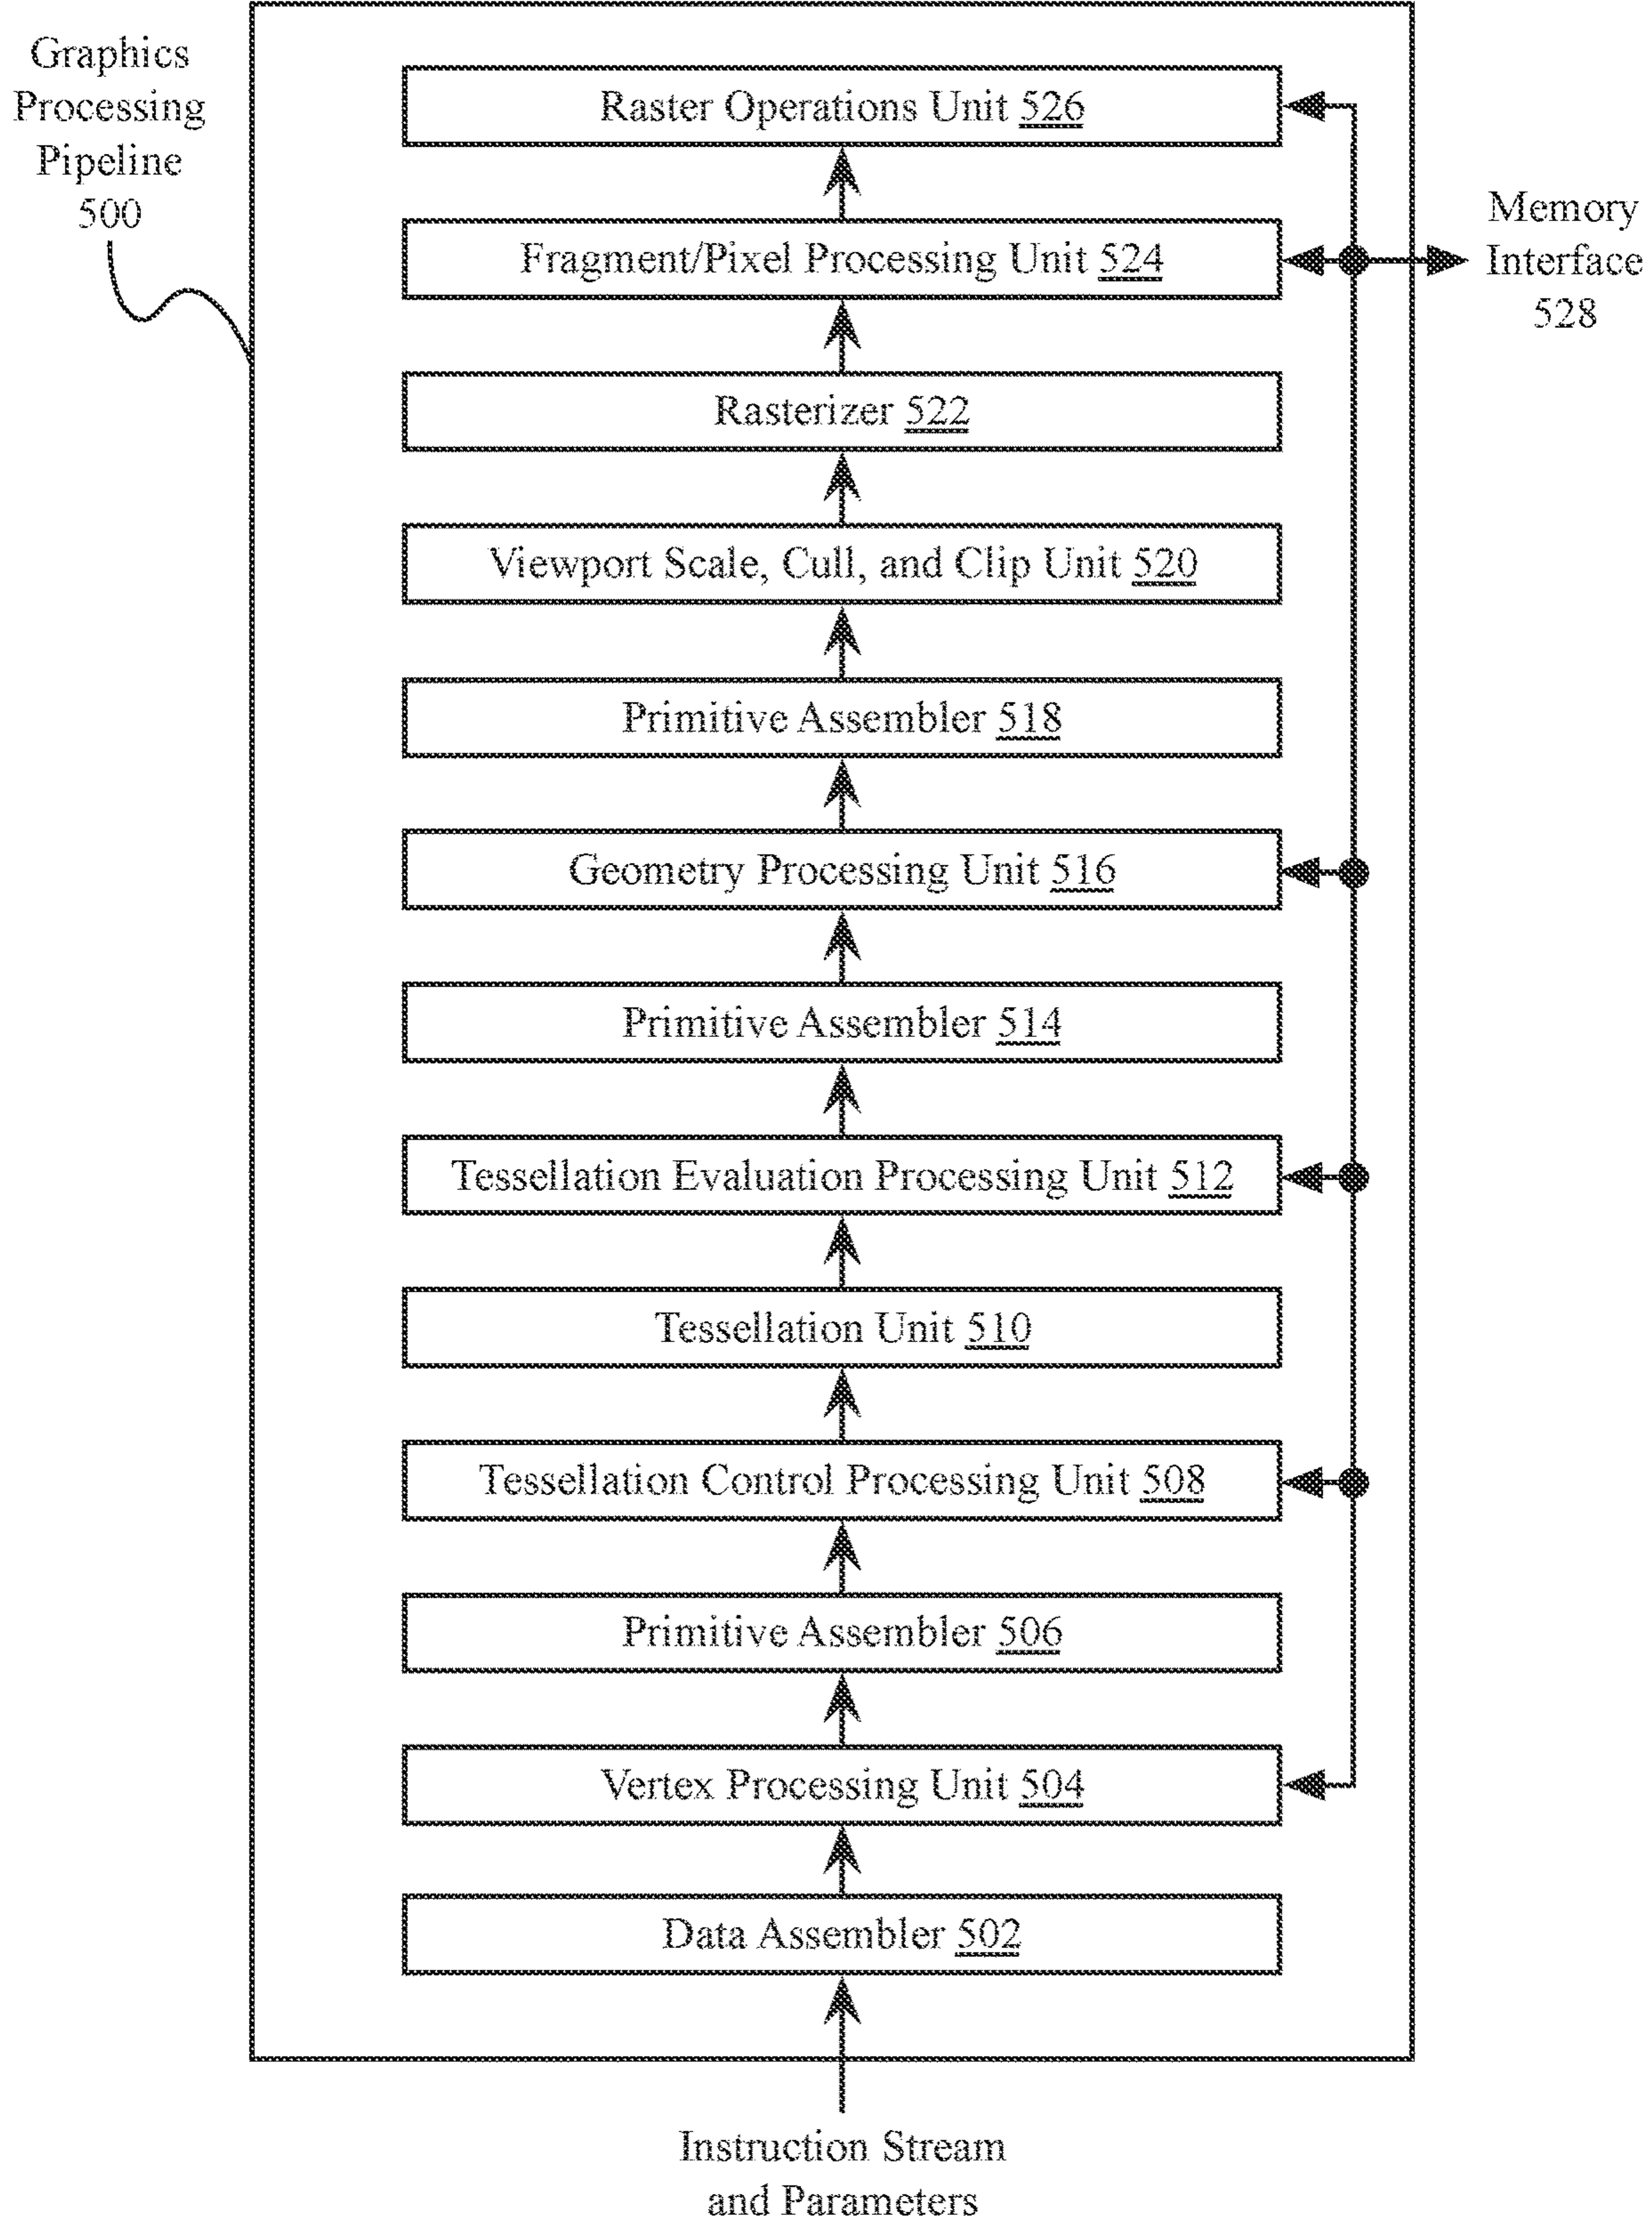 Graphics
Processing
Pipeline
500
Raster Operations Unit 526
Fragment/Pixel Processing Unit 524
Memory
Interface
528
Rasterizer 522
Viewport Scale, Cull, and Clip Unit 520
Primitive Assembler 518
Geometry Processing Unit 516
Primitive Assembler 514
Tessellation Evaluation Processing Unit 512
Tessellation Unit 510
Tessellation Control Processing Unit 508
Primitive Assembler 506
Vertex Processing Unit 504
Data Assembler 502
Instruction Stream
and Parameters